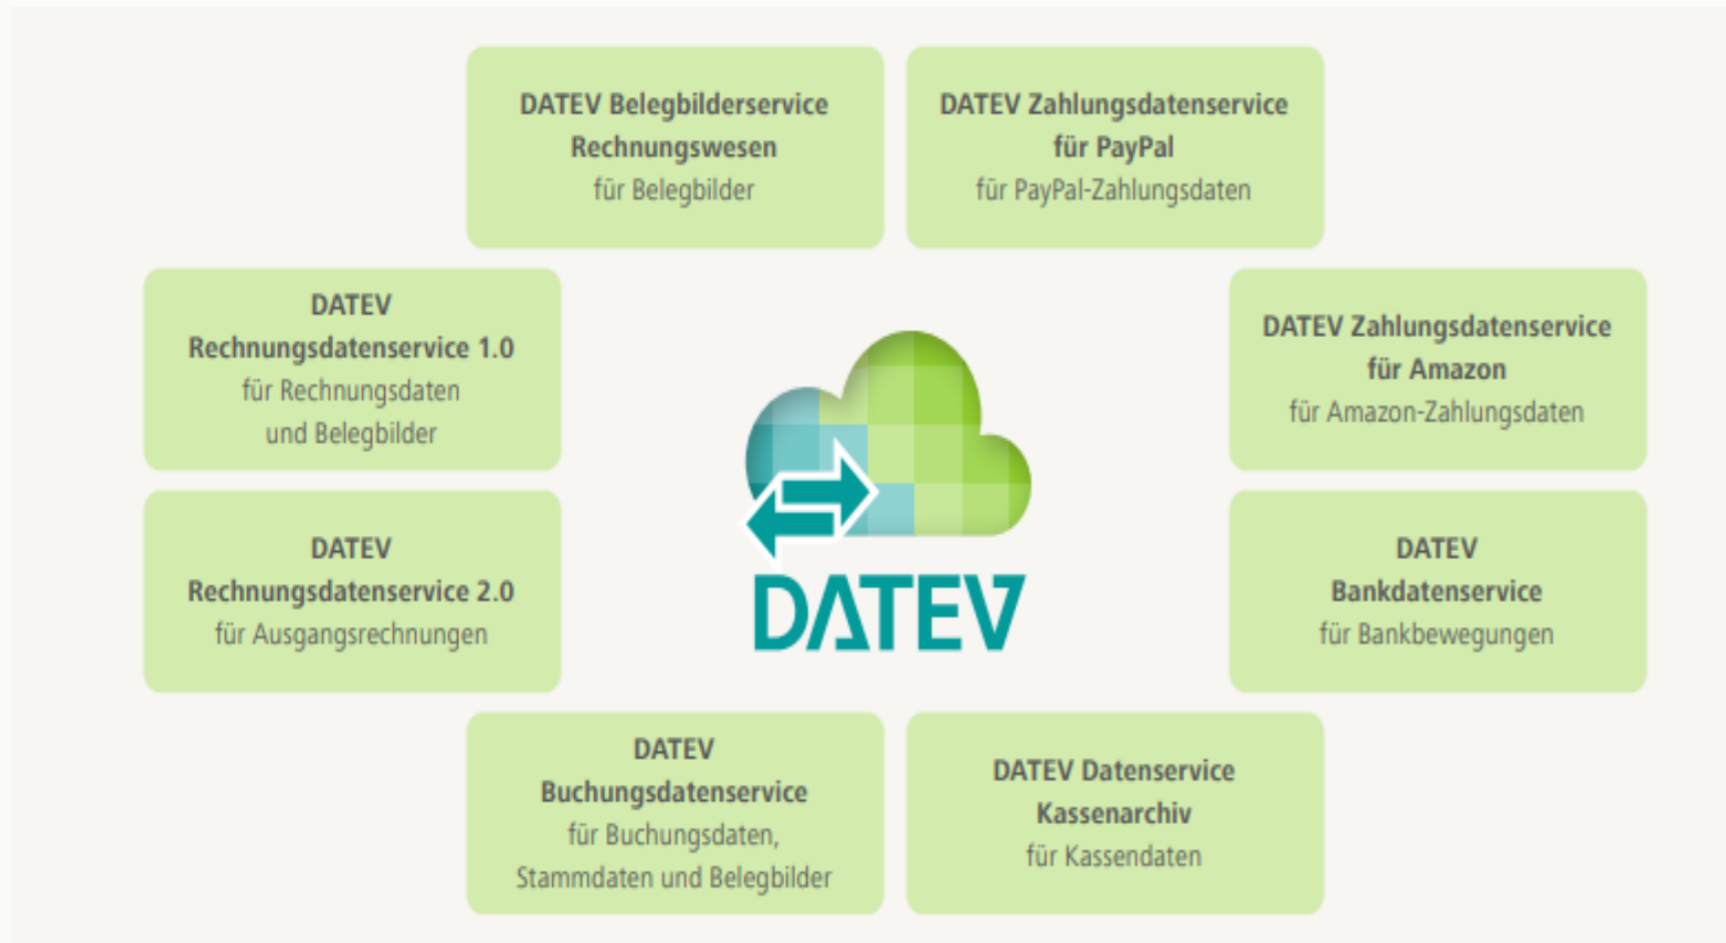 DATEV Belegbilderservice
Rechnungswesen
für Belegbilder
DATEV Zahlungsdatenservice
für PayPal
für PayPal-Zahlungsdaten
DATEV
Rechnungsdatenservice 1.0
für Rechnungsdaten
und Belegbilder
DATEV Zahlungsdatenservice
für Amazon
für Amazon-Zahlungsdaten
DATEV
Rechnungsdatenservice 2.0
für Ausgangsrechnungen
DATEV
DATEV
Bankdatenservice
für Bankbewegungen
DATEV
Buchungsdatenservice
für Buchungsdaten,
Stammdaten und Belegbilder
DATEV Datenservice
Kassenarchiv
für Kassendaten